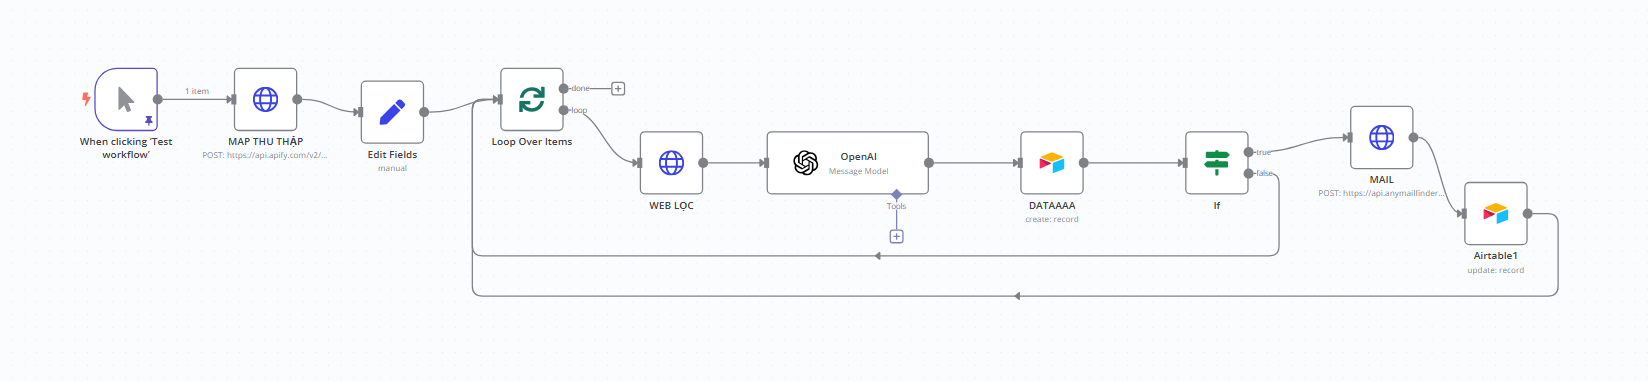 When clicking ‘Test
workflow’
1 item
MAP THU THẬP
POST: https://api.apify.com/v2/...
Edit Fields
manual
Loop Over Items
done
loop
WEB LỌC
OpenAI
Message Model
Tools
DATAAAA
create: record
If
true
false
MAIL
POST: https://api.anymailfinder...
Airtable1
update: record